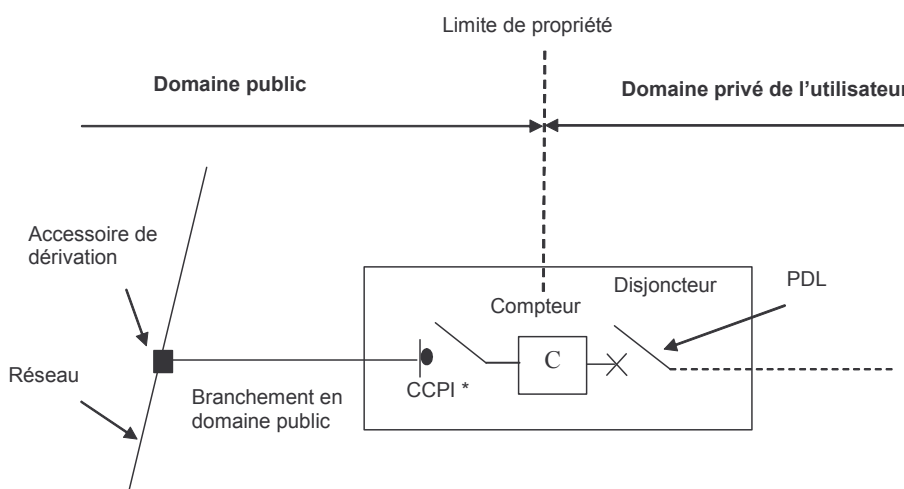 Limite de propriété
Domaine public
Domaine privé de l'utilisateur
Accessoire de
dérivation
Disjoncteur
PDL
Compteur
C
Réseau
CCPI *
Branchement en
domaine public